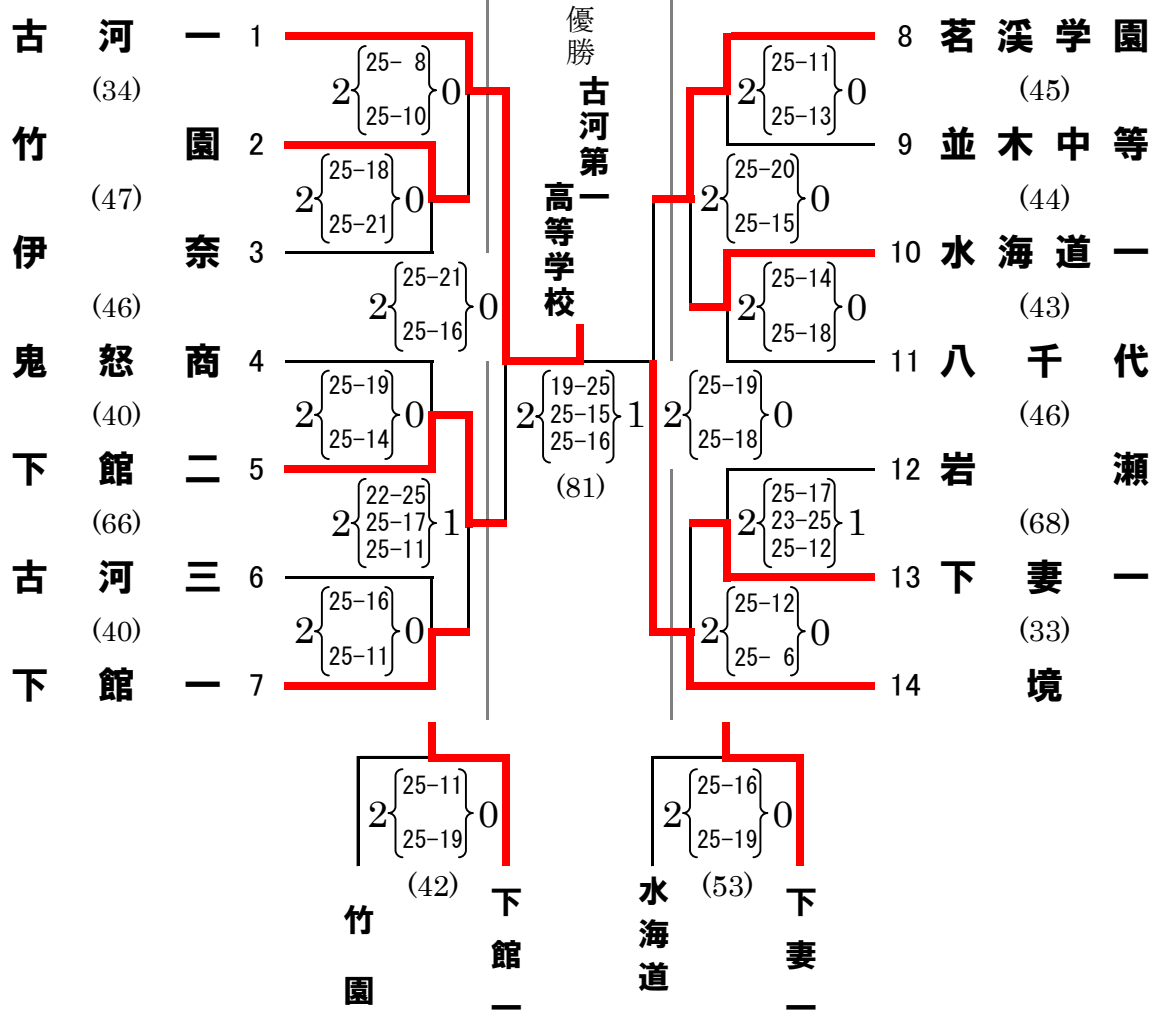 優勝
古河第一
高等学校
古河一 1
(34)
竹園 2
(47)
伊奈 3
(46)
鬼怒商 4
(40)
下館二 5
(66)
古河三 6
(40)
下館一 7
2 25- 8 0
25-10
2 25-18 0
25-21
2 25-21 0
25-16
2 25-19 0
25-14
2 22-25 1
25-17
25-11
2 25-16 0
25-11
2 19-25 1
25-15
25-16
(81)
8 茗渓学園
(45)
9 並木中等
(44)
10 水海道一
(43)
11 八千代
(46)
12 岩瀬
(68)
13 下妻一
(33)
14 境
2 25-11 0
25-13
2 25-20 0
25-15
2 25-14 0
25-18
2 25-19 0
25-18
2 25-17 1
23-25
25-12
2 25-12 0
25- 6
2 25-11 0
25-19
(42)
竹園
下館一
2 25-16 0
25-19
(53)
水海道
下妻一